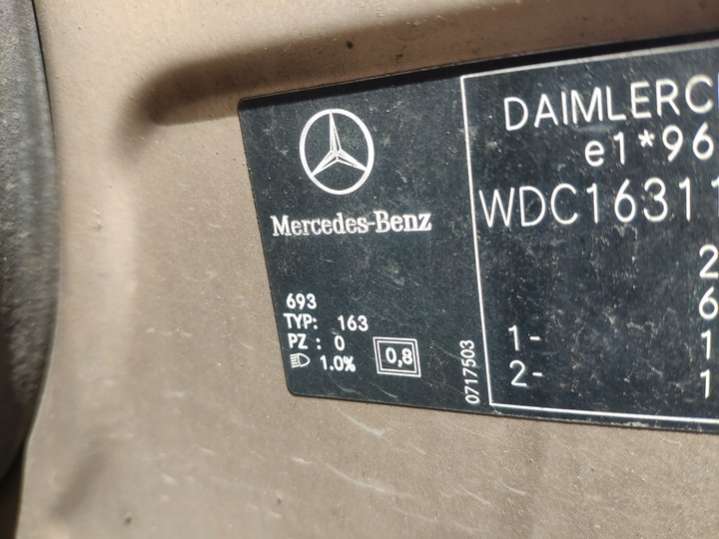 Mercedes-Benz
693
TYP: 163
PZ : 0
1.0%
0,8
0717503
DAIMLERC
e1*96
WDC16311
2
6
1- 1
2- 1